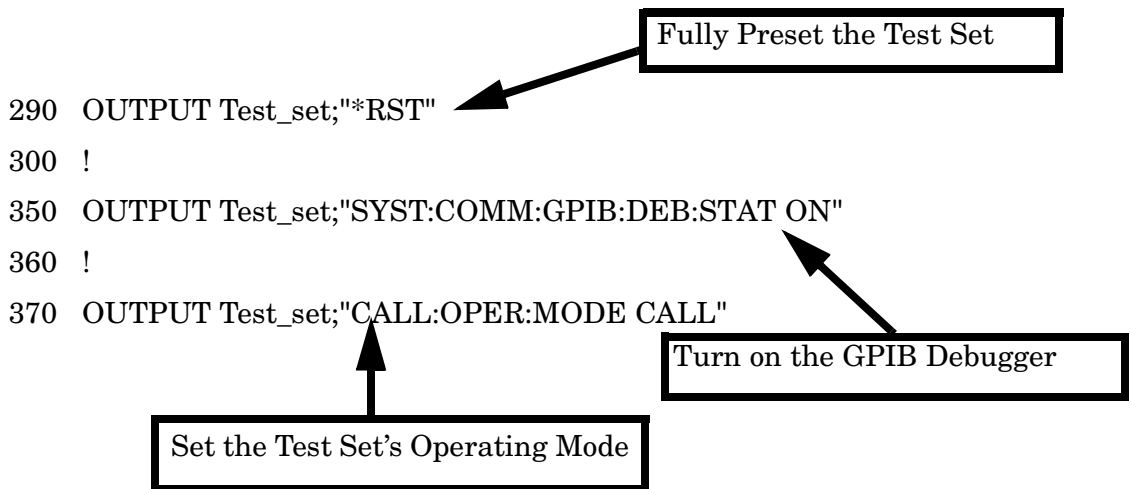 Fully Preset the Test Set
290 OUTPUT Test_set;"*RST"
300 !
350 OUTPUT Test_set;"SYST:COMM:GPIB:DEB:STAT ON"
360 !
370 OUTPUT Test_set;"CALL:OPER:MODE CALL"
Turn on the GPIB Debugger
Set the Test Set’s Operating Mode